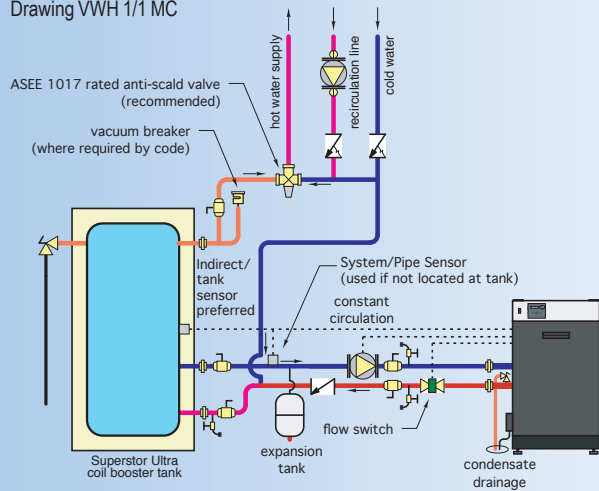 Drawing VWH 1/1 MC
hot water supply
recirculation line
cold water
ASEE 1017 rated anti-scald valve
(recommended)
vacuum breaker
(where required by code)
Indirect/
tank
sensor
preferred
System/Pipe Sensor
(used if not located at tank)
constant
circulation
flow switch
expansion
tank
Superstor Ultra
coil booster tank
condensate
drainage